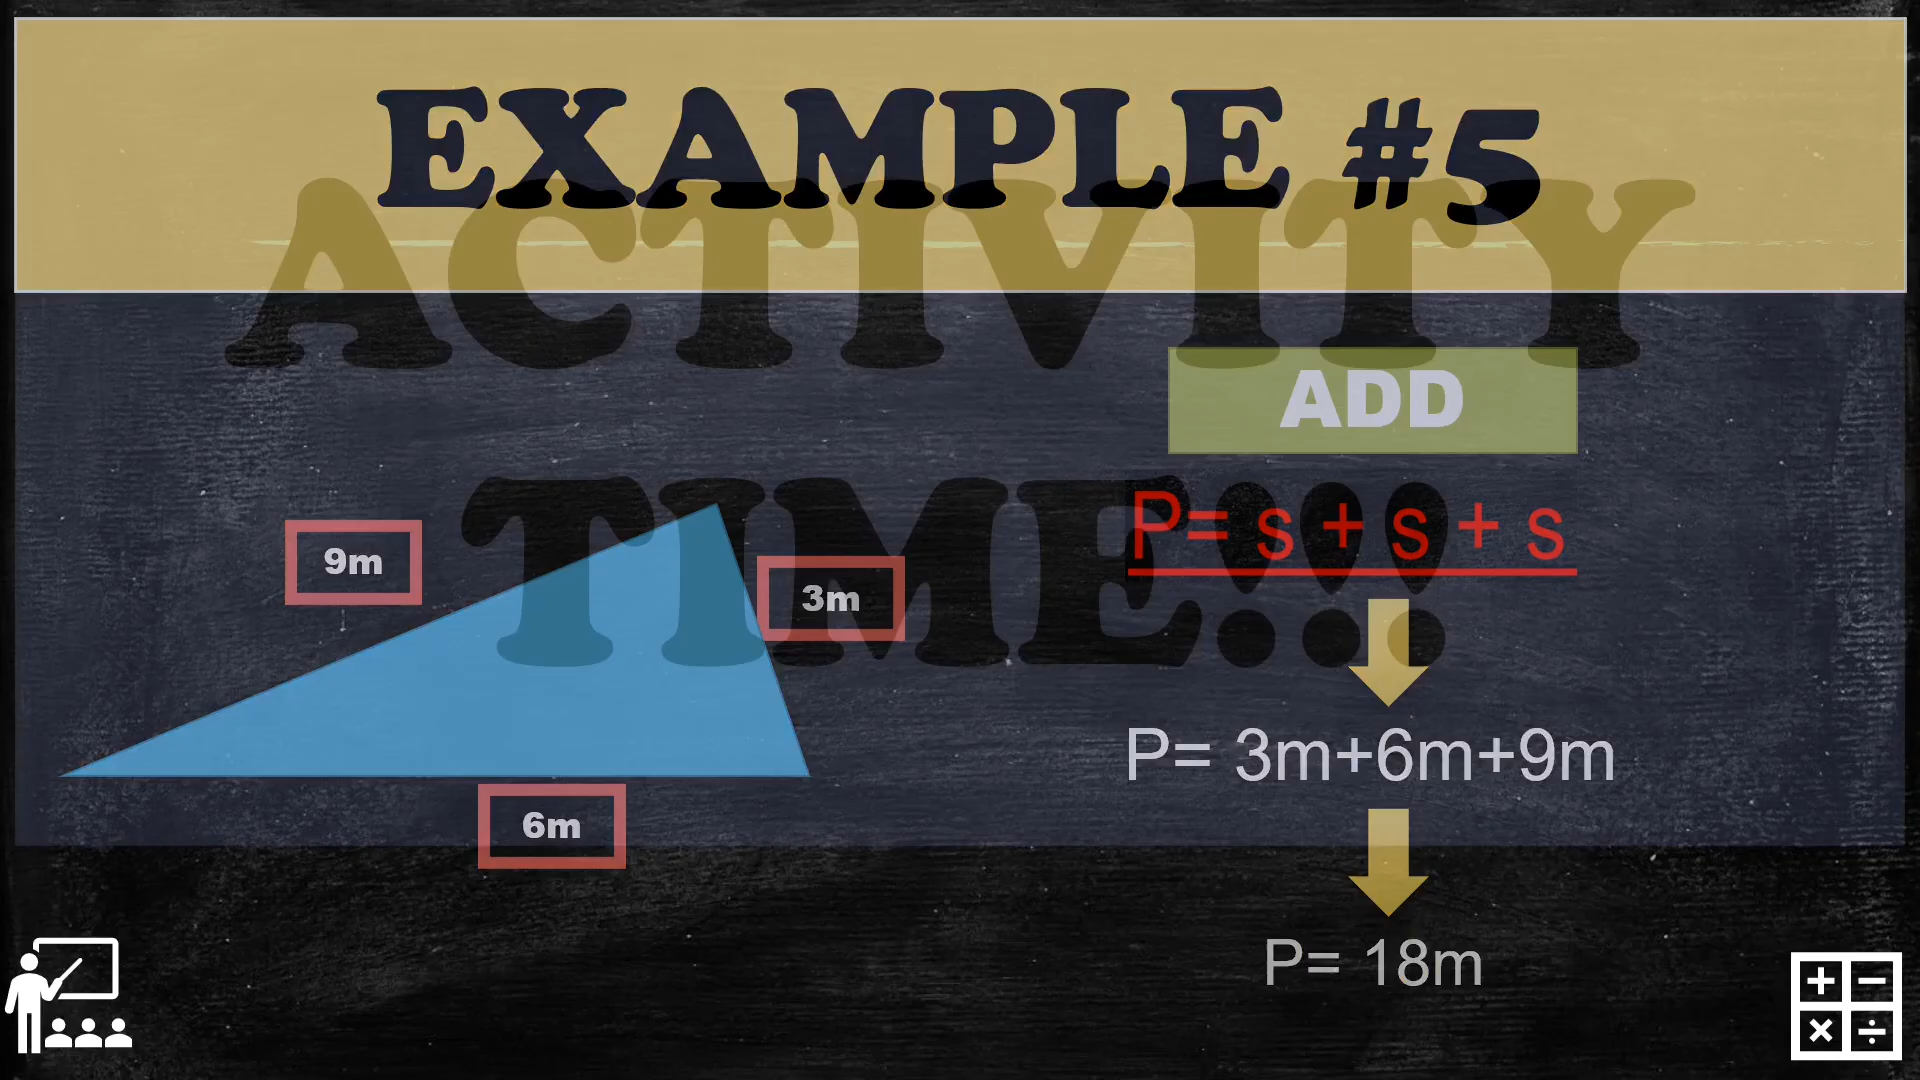 EXAMPLE #5
ACTIVITY
ADD
TIME!!!
P= s + s + s
9m
3m
P= 3m+6m+9m
6m
P= 18m